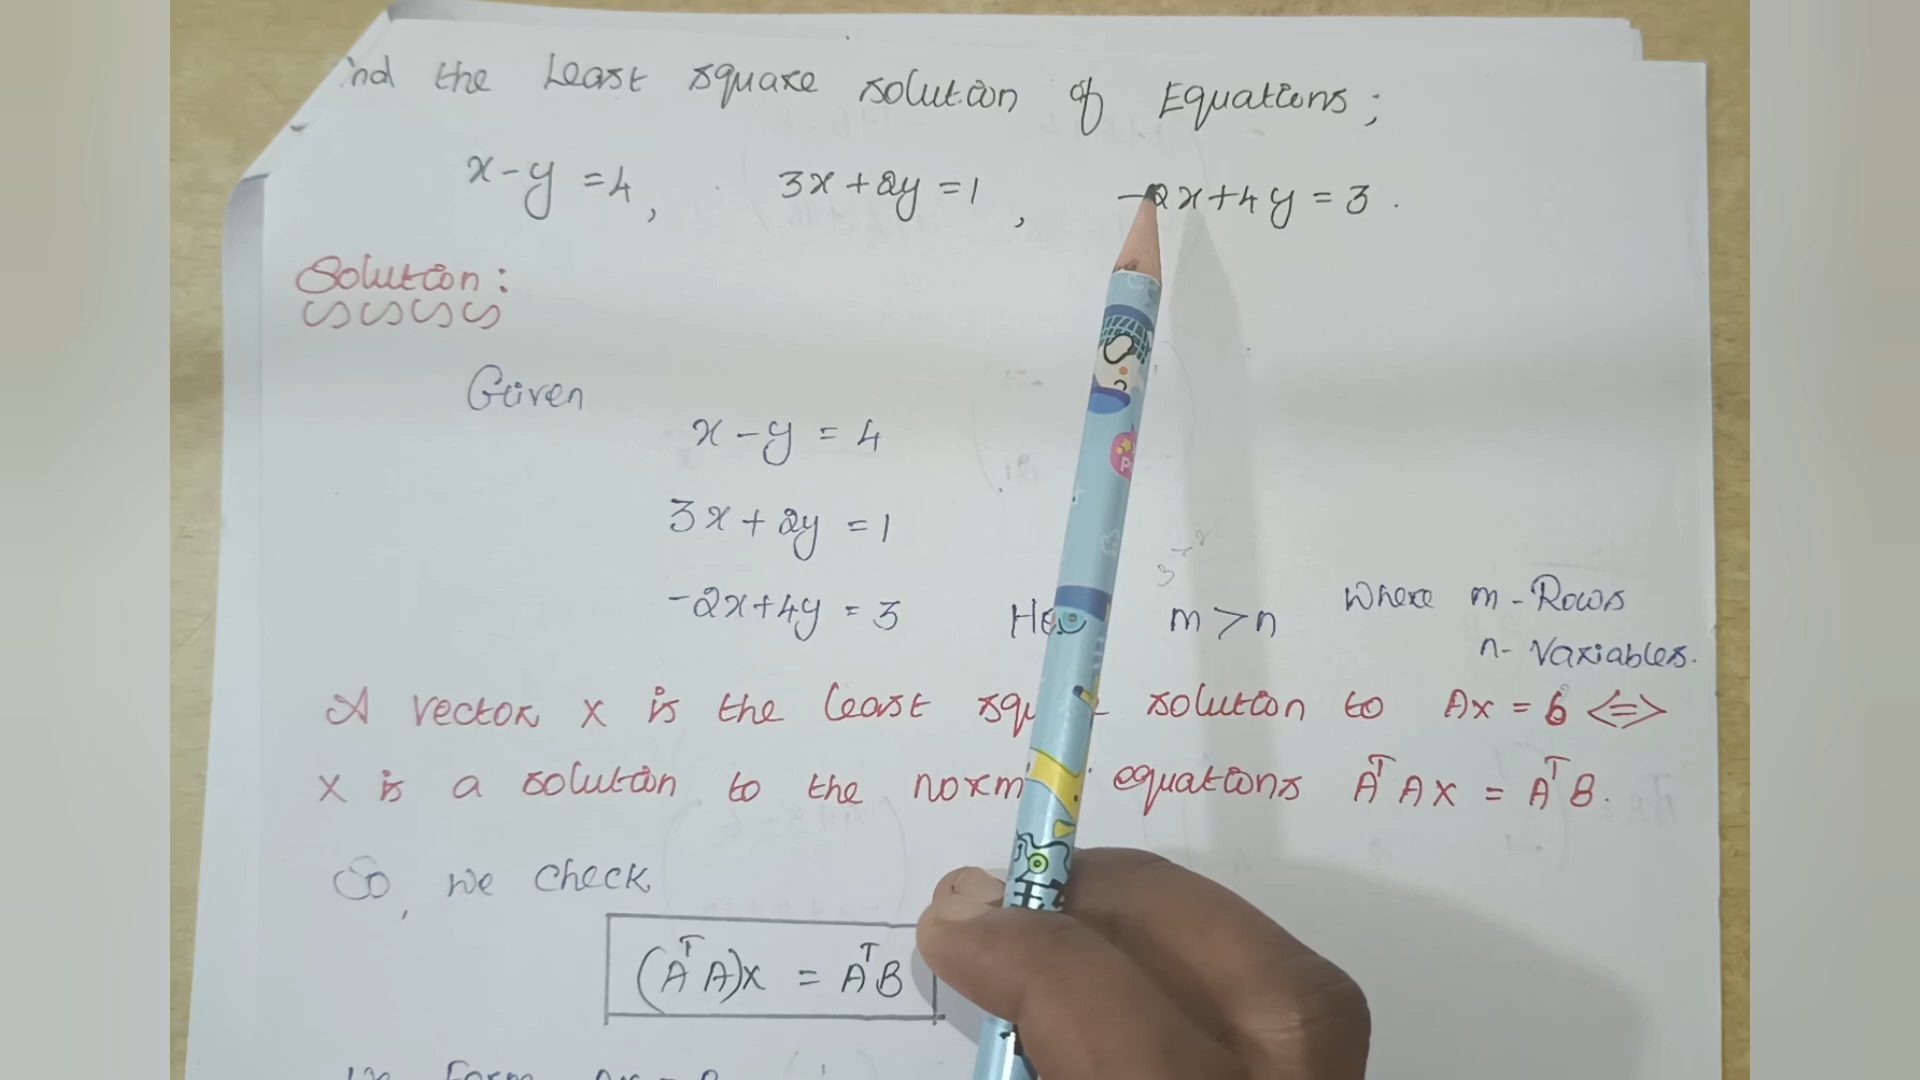 the Least square solution of Equations;
x-y=4, 3x+2y=1, -2x+4y=3.
Solution:
Given
x-y=4
3x+2y=1
-2x+4y=3 m>n Where m-Rows
n- Variables.
A vector x is the least solution to Ax=b <=>
x is a solution to the equations AᵀAx = AᵀB.
So, we check
(AᵀA)x = AᵀB